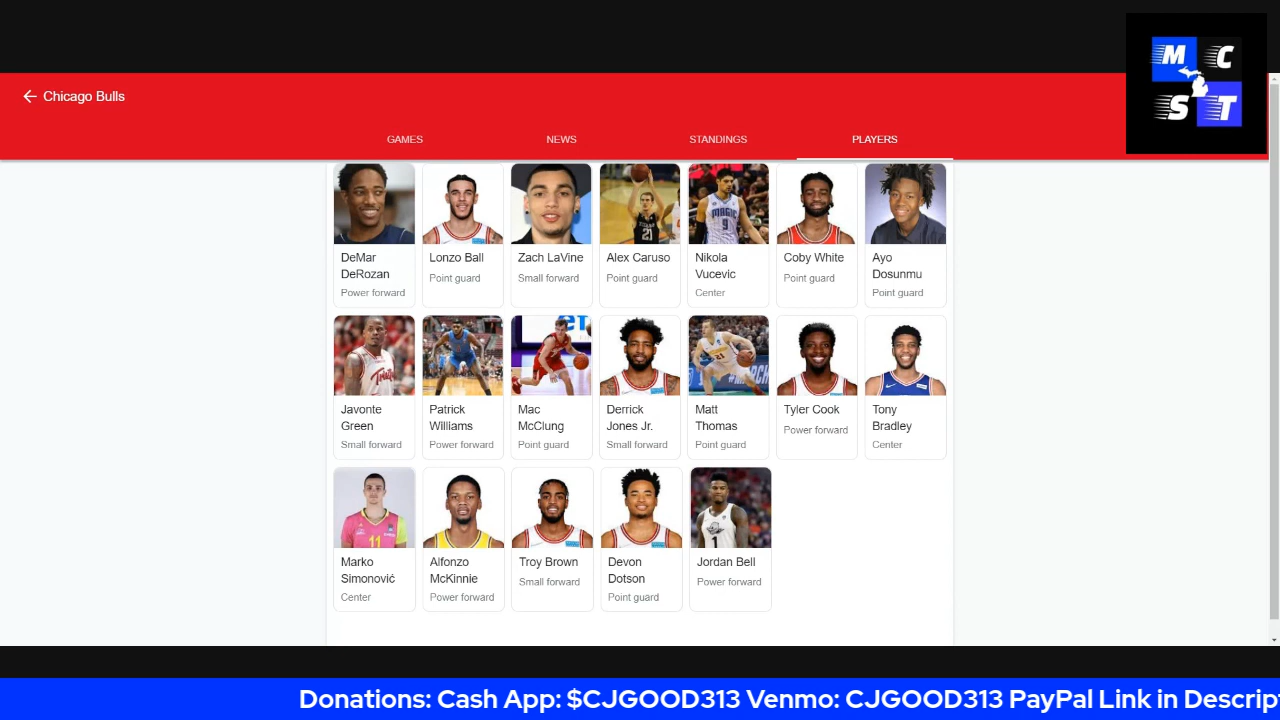 M C
S T
Chicago Bulls
GAMES NEWS STANDINGS PLAYERS
DeMar DeRozan
Power forward
Lonzo Ball
Point guard
Zach LaVine
Small forward
Alex Caruso
Point guard
Nikola Vucevic
Center
Coby White
Point guard
Ayo Dosunmu
Point guard
Javonte Green
Small forward
Patrick Williams
Power forward
Mac McClung
Point guard
Derrick Jones Jr.
Small forward
Matt Thomas
Point guard
Tyler Cook
Power forward
Tony Bradley
Center
Marko Simonović
Center
Alfonzo McKinnie
Power forward
Troy Brown
Small forward
Devon Dotson
Point guard
Jordan Bell
Power forward
Donations: Cash App: $CJGOOD313 Venmo: CJGOOD313 PayPal Link in Descrip